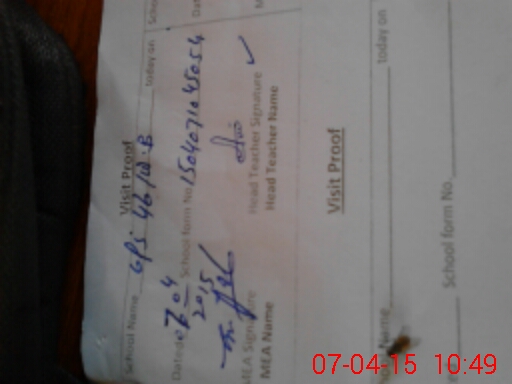 Visit Proof
School Name GPS 46/W.B today on
Dated 7-04 2015 School form No 1504071045054
MEA Signature Head Teacher Signature ✓
MEA Name Head Teacher Name
Visit Proof
Name today on
School form No
07-04-15 10:49